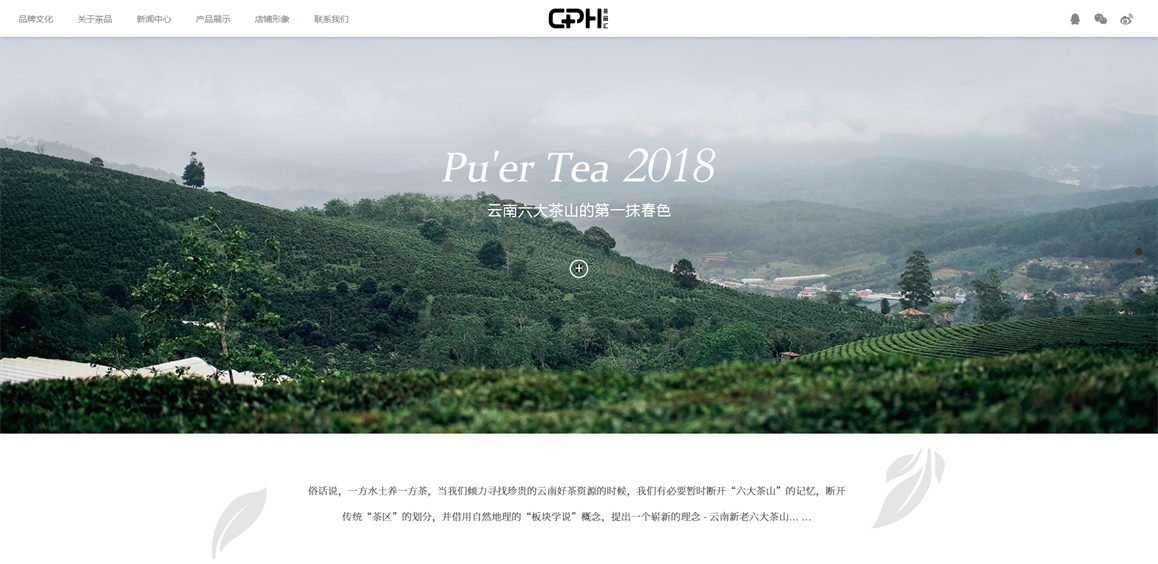 品牌文化 关于茶品 新闻中心 产品展示 店铺形象 联系我们
CPH 茶品汇
Pu'er Tea 2018
云南六大茶山的第一抹春色
俗话说，一方水土养一方茶，当我们倾力寻找珍贵的云南好茶资源的时候，我们有必要暂时断开“六大茶山”的记忆，断开
传统“茶区”的划分，并借用自然地理的“板块学说”概念，提出一个崭新的理念 - 云南新老六大茶山... ...